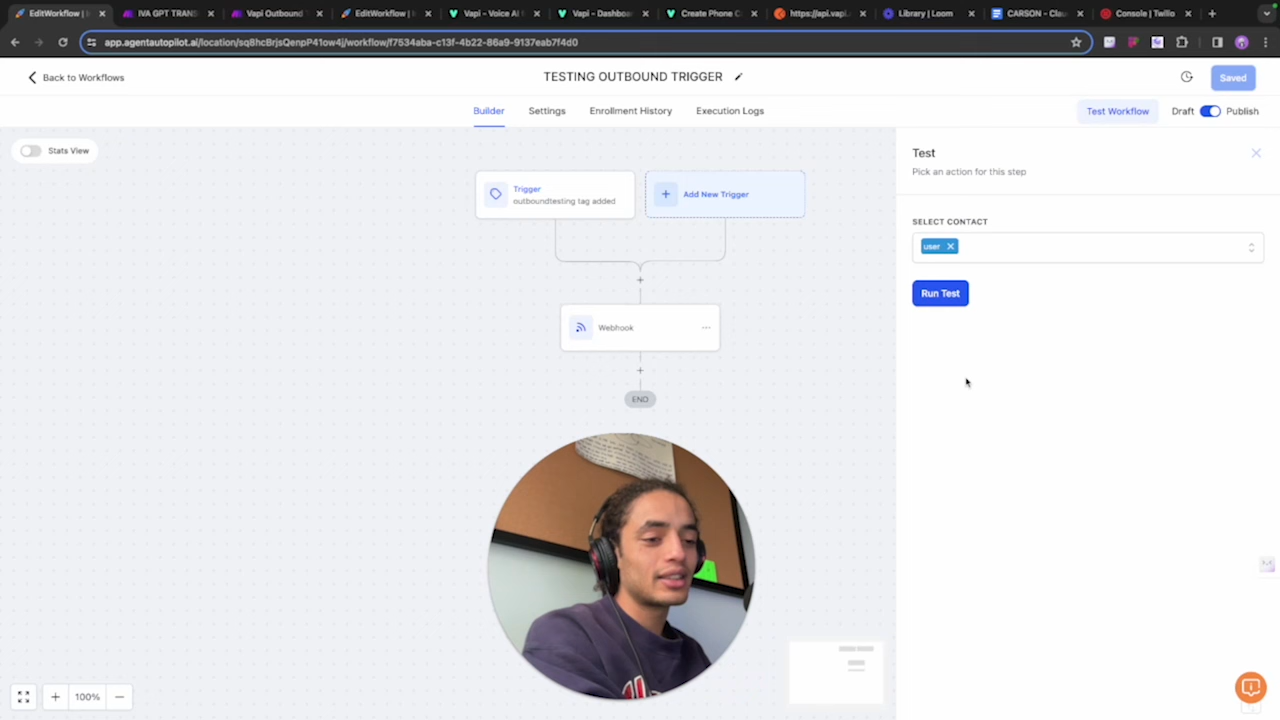 EditWorkflow |
IVA GPT TRANS
Vapi Outbound
EditWorkflow |
Vapi - Voice AI
Vapi - Dashboa
Create Phone C
https://api.vapi.
Library | Loom
CARSON - Clau
Console | Twilio
app.agentautopilot.ai/location/sq8hcBrjsQenpP41ow4j/workflow/f7534aba-c13f-4b22-86a9-9137eab7f4d0
Back to Workflows
TESTING OUTBOUND TRIGGER
Saved
Builder
Settings
Enrollment History
Execution Logs
Test Workflow
Draft
Publish
Stats View
Trigger
outboundtesting tag added
Add New Trigger
Webhook
END
Test
Pick an action for this step
SELECT CONTACT
user
Run Test
100%